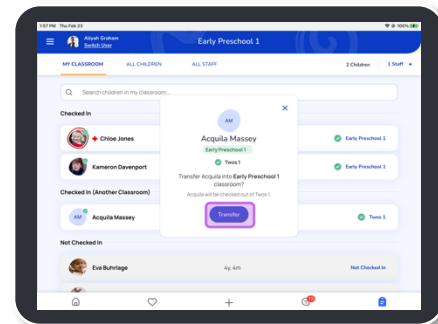 1:57 PM Thu Feb 23
100%
Aliyah Graham
Switch User
Early Preschool 1
MY CLASSROOM ALL CHILDREN ALL STAFF 2 Children 1 Staff
Search children in my classroom...
Checked In
Chloe Jones Early Preschool 1
Kameron Davenport Early Preschool 1
Checked In (Another Classroom)
AM Acquila Massey Twos 1
Not Checked In
Eva Buhrlage 4y, 4m Not Checked In
AM
Acquila Massey
Early Preschool 1
Twos 1
Transfer Acquila into Early Preschool 1
classroom?
Acquila will be checked out of Twos 1.
Transfer